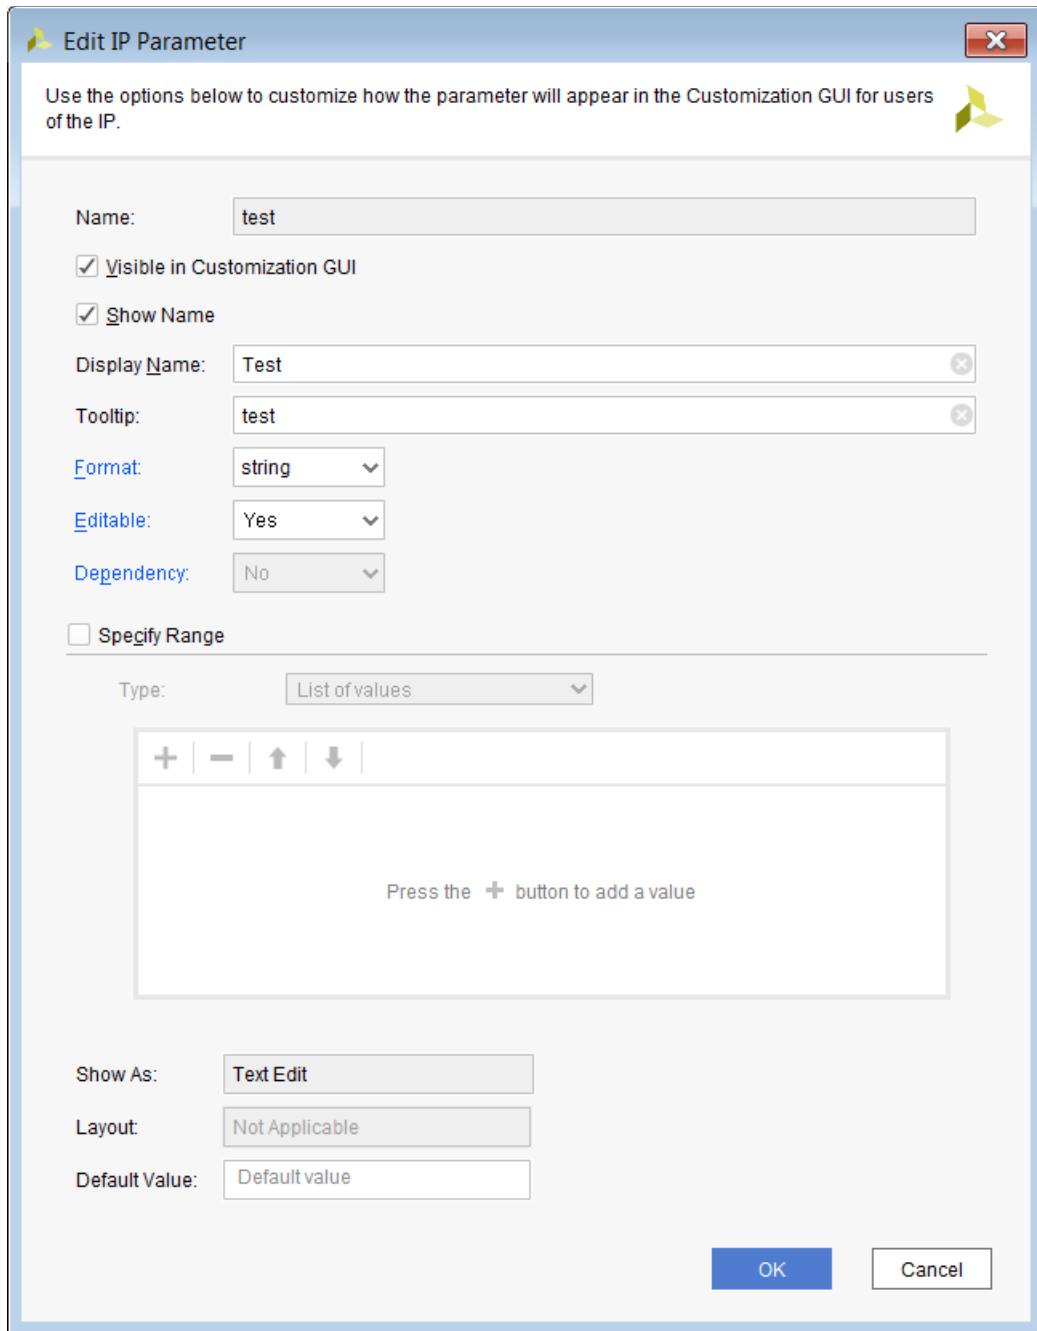 Edit IP Parameter
Use the options below to customize how the parameter will appear in the Customization GUI for users
of the IP.
Name: test
Visible in Customization GUI
Show Name
Display Name: Test
Tooltip: test
Format: string
Editable: Yes
Dependency: No
Specify Range
Type: List of values
Press the + button to add a value
Show As: Text Edit
Layout: Not Applicable
Default Value: Default value
OK Cancel